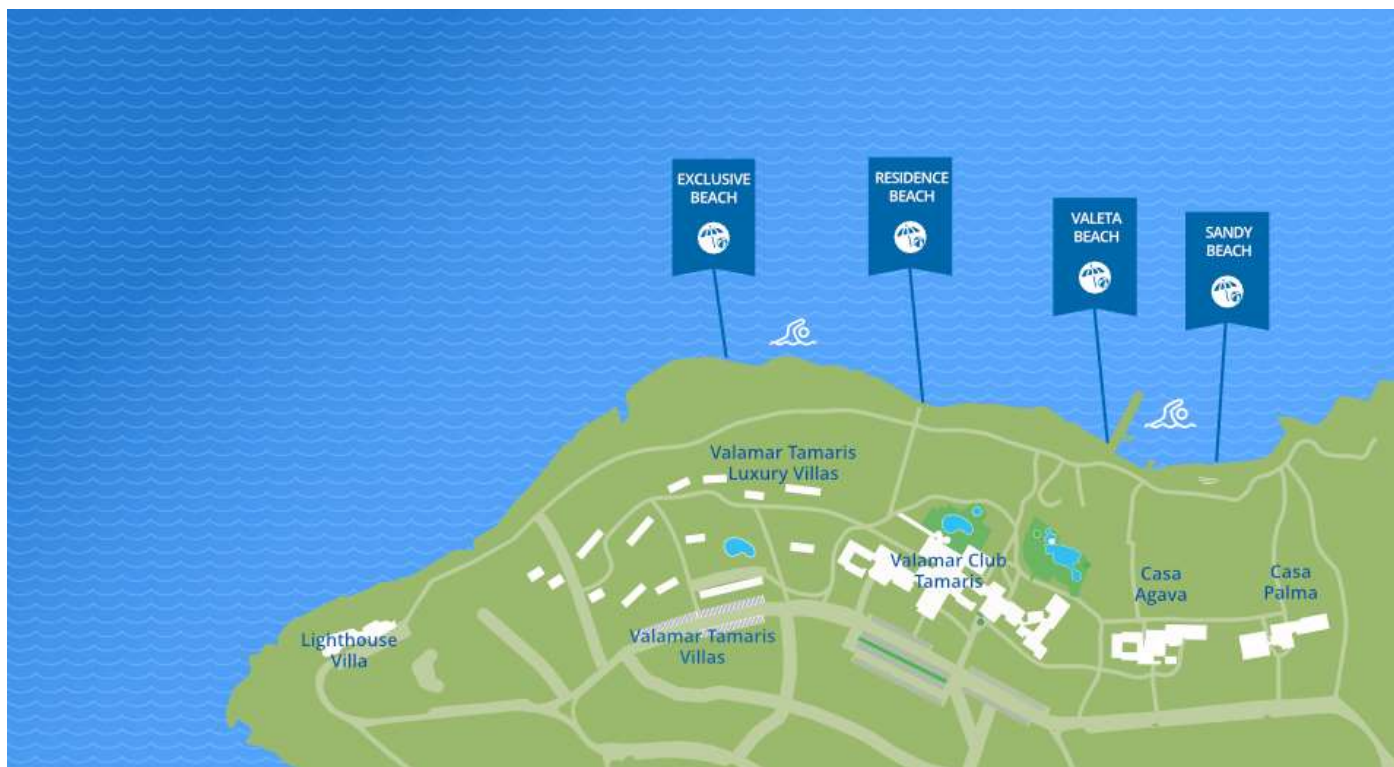 EXCLUSIVE
BEACH
RESIDENCE
BEACH
VALETA
BEACH
SANDY
BEACH
Valamar Tamaris
Luxury Villas
Valamar Club
Tamaris
Casa
Agava
Casa
Palma
Lighthouse
Villa
Valamar Tamaris
Villas